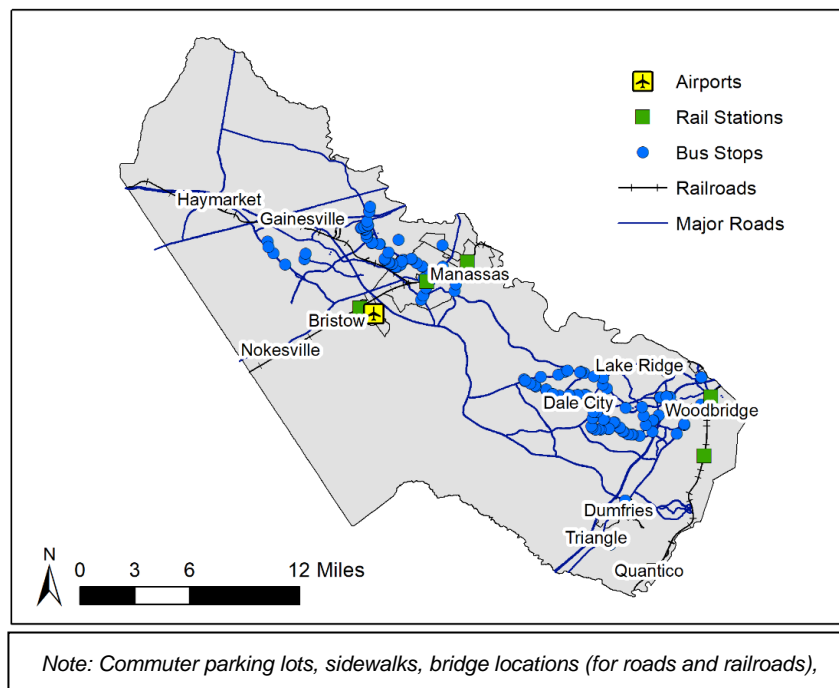 Airports
Rail Stations
Bus Stops
Railroads
Major Roads
Haymarket
Gainesville
Manassas
Bristow
Nokesville
Lake Ridge
Dale City
Woodbridge
Dumfries
Triangle
Quantico
N
0 3 6 12 Miles
Note: Commuter parking lots, sidewalks, bridge locations (for roads and railroads),